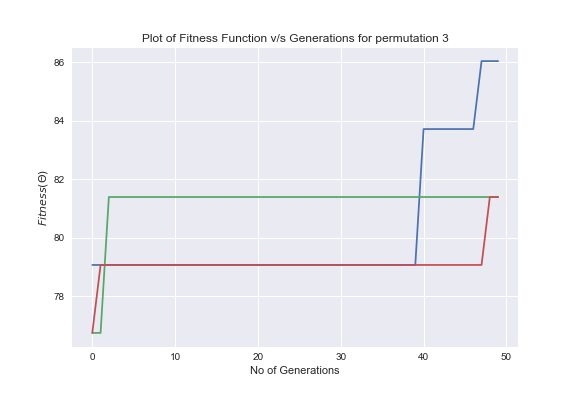 Plot of Fitness Function v/s Generations for permutation 3
86
84
82
80
78
Fitness(Θ)
0 10 20 30 40 50
No of Generations